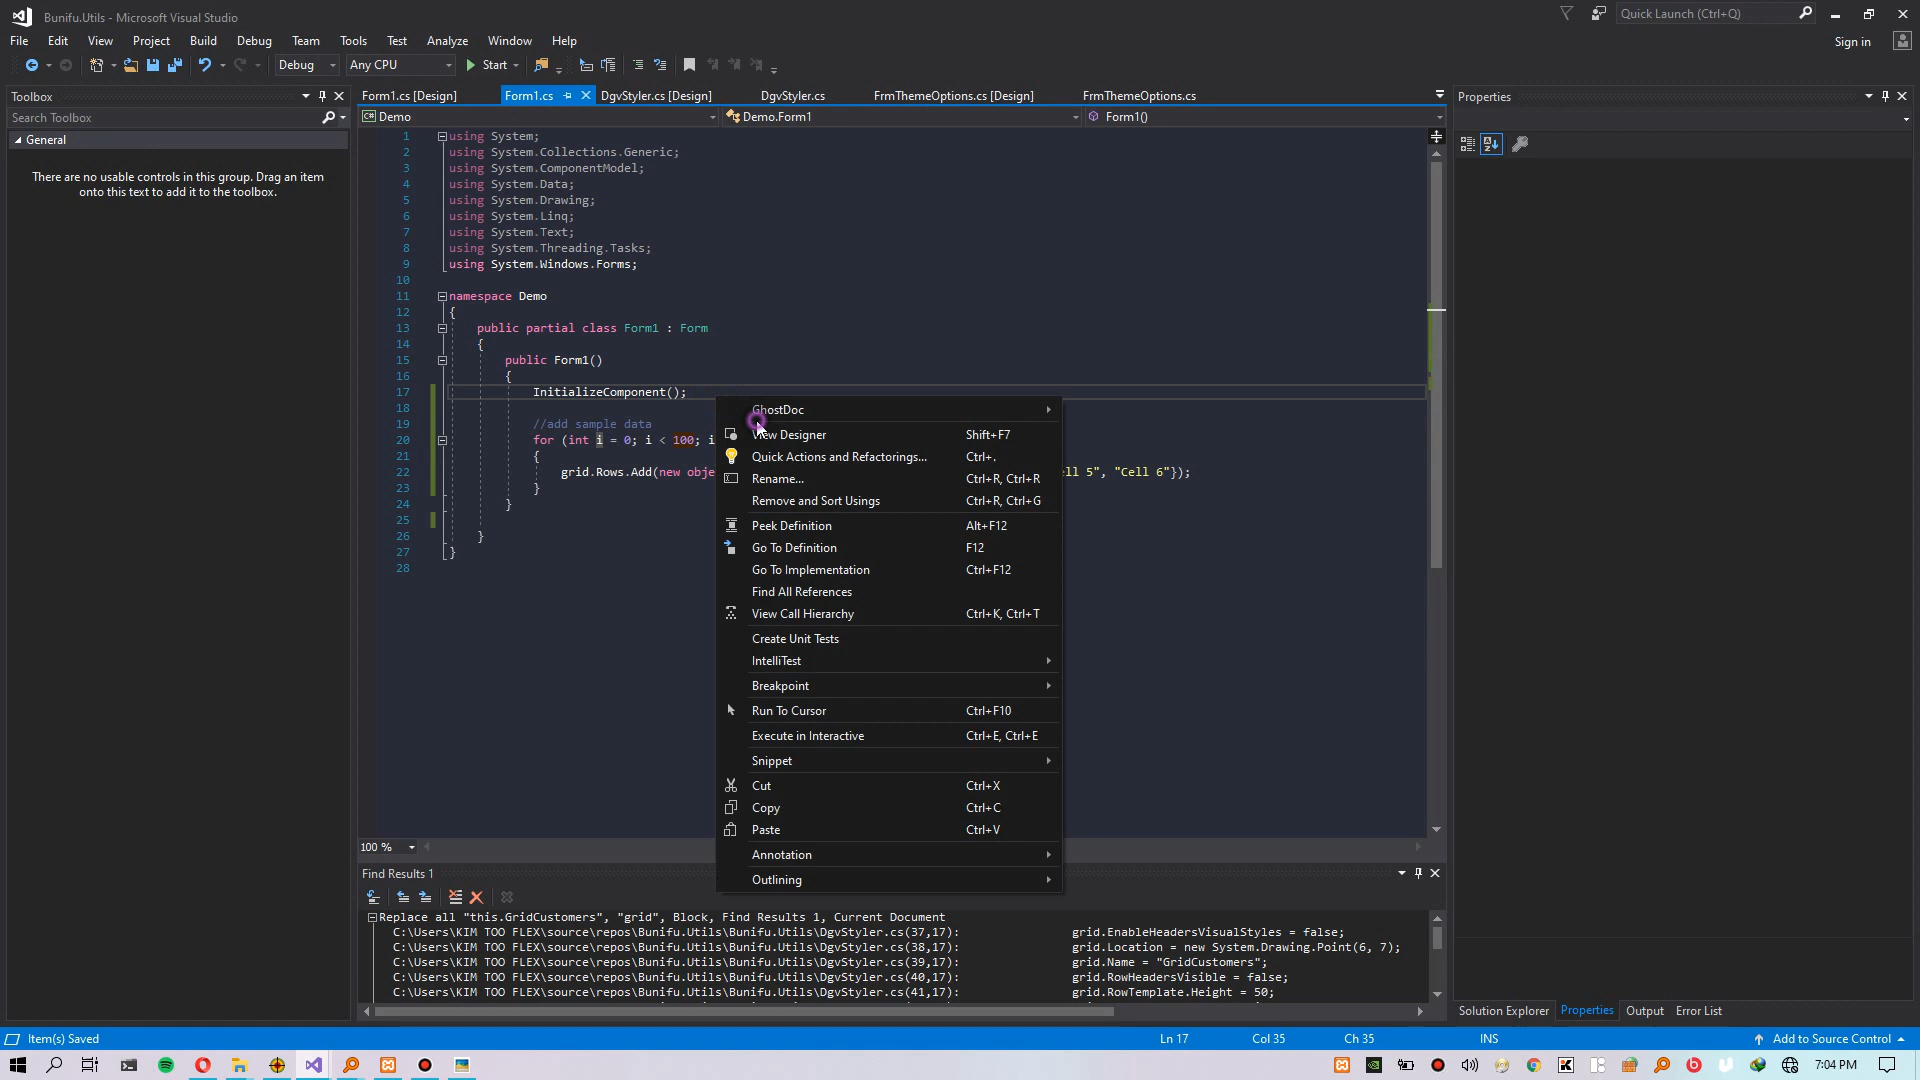 Bunifu.Utils - Microsoft Visual Studio
Quick Launch (Ctrl+Q)
File Edit View Project Build Debug Team Tools Test Analyze Window Help
Sign in
Debug Any CPU Start
Toolbox
Form1.cs [Design] Form1.cs DgvStyler.cs [Design] DgvStyler.cs FrmThemeOptions.cs [Design] FrmThemeOptions.cs
Properties
Search Toolbox
C# Demo Demo.Form1 Form1()
General
There are no usable controls in this group. Drag an item
onto this text to add it to the toolbox.
1 using System;
2 using System.Collections.Generic;
3 using System.ComponentModel;
4 using System.Data;
5 using System.Drawing;
6 using System.Linq;
7 using System.Text;
8 using System.Threading.Tasks;
9 using System.Windows.Forms;
10
11 namespace Demo
12 {
13 public partial class Form1 : Form
14 {
15 public Form1()
16 {
17 InitializeComponent();
18
19 //add sample data
20 for (int i = 0; i < 100; i
21 {
22 grid.Rows.Add(new obje ll 5", "Cell 6"});
23 }
24 }
25
26 }
27 }
28
GhostDoc
View Designer Shift+F7
Quick Actions and Refactorings... Ctrl+.
Rename... Ctrl+R, Ctrl+R
Remove and Sort Usings Ctrl+R, Ctrl+G
Peek Definition Alt+F12
Go To Definition F12
Go To Implementation Ctrl+F12
Find All References
View Call Hierarchy Ctrl+K, Ctrl+T
Create Unit Tests
IntelliTest
Breakpoint
Run To Cursor Ctrl+F10
Execute in Interactive Ctrl+E, Ctrl+E
Snippet
Cut Ctrl+X
Copy Ctrl+C
Paste Ctrl+V
Annotation
Outlining
100 %
Find Results 1
Replace all "this.GridCustomers", "grid", Block, Find Results 1, Current Document
C:\Users\KIM TOO FLEX\source\repos\Bunifu.Utils\Bunifu.Utils\DgvStyler.cs(37,17): grid.EnableHeadersVisualStyles = false;
C:\Users\KIM TOO FLEX\source\repos\Bunifu.Utils\Bunifu.Utils\DgvStyler.cs(38,17): grid.Location = new System.Drawing.Point(6, 7);
C:\Users\KIM TOO FLEX\source\repos\Bunifu.Utils\Bunifu.Utils\DgvStyler.cs(39,17): grid.Name = "GridCustomers";
C:\Users\KIM TOO FLEX\source\repos\Bunifu.Utils\Bunifu.Utils\DgvStyler.cs(40,17): grid.RowHeadersVisible = false;
C:\Users\KIM TOO FLEX\source\repos\Bunifu.Utils\Bunifu.Utils\DgvStyler.cs(41,17): grid.RowTemplate.Height = 50;
Solution Explorer Properties Output Error List
Item(s) Saved Ln 17 Col 35 Ch 35 INS Add to Source Control
7:04 PM